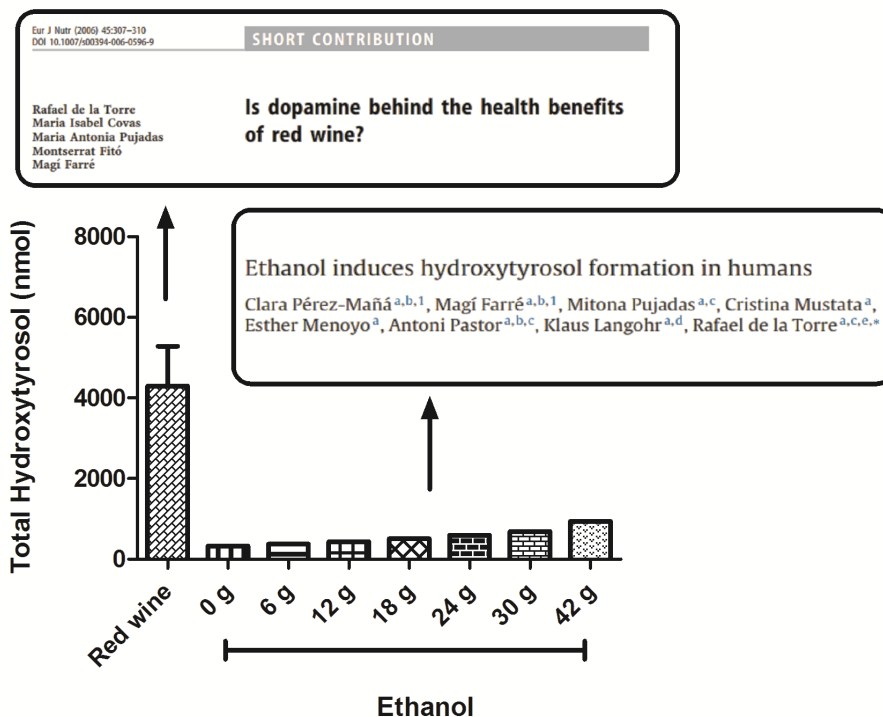 Eur J Nutr (2006) 45:307–310
DOI 10.1007/s00394-006-0596-9
SHORT CONTRIBUTION
Rafael de la Torre
Maria Isabel Covas
Maria Antonia Pujadas
Montserrat Fitó
Magí Farré
Is dopamine behind the health benefits
of red wine?
Ethanol induces hydroxytyrosol formation in humans
Clara Pérez-Mañá a,b,1, Magí Farré a,b,1, Mitona Pujadas a,c, Cristina Mustata a,
Esther Menoyo a, Antoni Pastor a,b,c, Klaus Langohr a,d, Rafael de la Torre a,c,e,*
Total Hydroxytyrosol (nmol)
8000
6000
4000
2000
0
Red wine
0 g
6 g
12 g
18 g
24 g
30 g
42 g
Ethanol